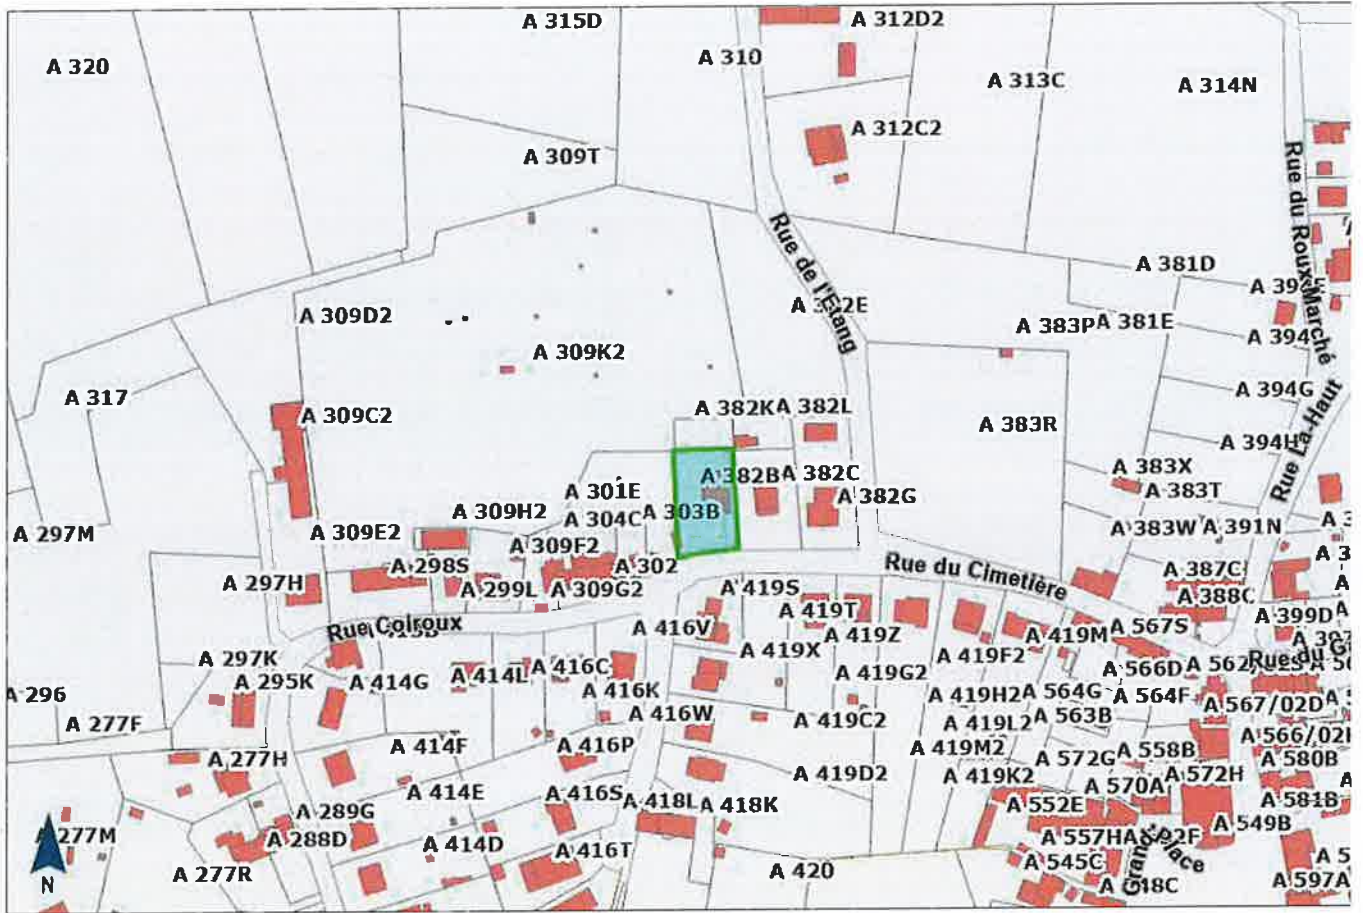 A 315D
A 312D2
A 320
A 310
A 313C
A 314N
A 312C2
A 309T
Rue du Roux-Marché
Rue de l'Etang
A 381D
A 309D2
A 383P
A 381E
A 309K2
A 394G
A 317
A 382K
A 382L
A 309C2
A 383R
A 394H
Rue La-Haut
A 383X
A 382B
A 382C
A 301E
A 383T
A 382G
A 309H2
A 304C
A 303B
A 297M
A 309E2
A 383W
A 391N
A 309F2
A 298S
A 302
Rue du Cimetière
A 387C
A 297H
A 299L
A 309G2
A 419S
A 388C
A 419T
A 399D
Rue Colroux
A 416V
A 419Z
A 419M
A 567S
A 419X
A 297K
A 416C
A 419F2
A 414L
A 419G2
A 566D
A 295K
A 414G
A 416K
A 296
A 419H2
A 564G
A 564F
A 567/02D
A 277F
A 416W
A 419C2
A 419L2
A 563B
A 414F
A 416P
A 419M2
A 558B
A 277H
A 572G
A 580B
A 419D2
A 419K2
A 570A
A 572H
A 414E
A 416S
A 418L
A 418K
A 552E
A 581B
A 289G
A 549B
A 277M
A 288D
A 414D
A 416T
A 557H
Grand-Place
A 545C
A 277R
A 420
A 597A
N